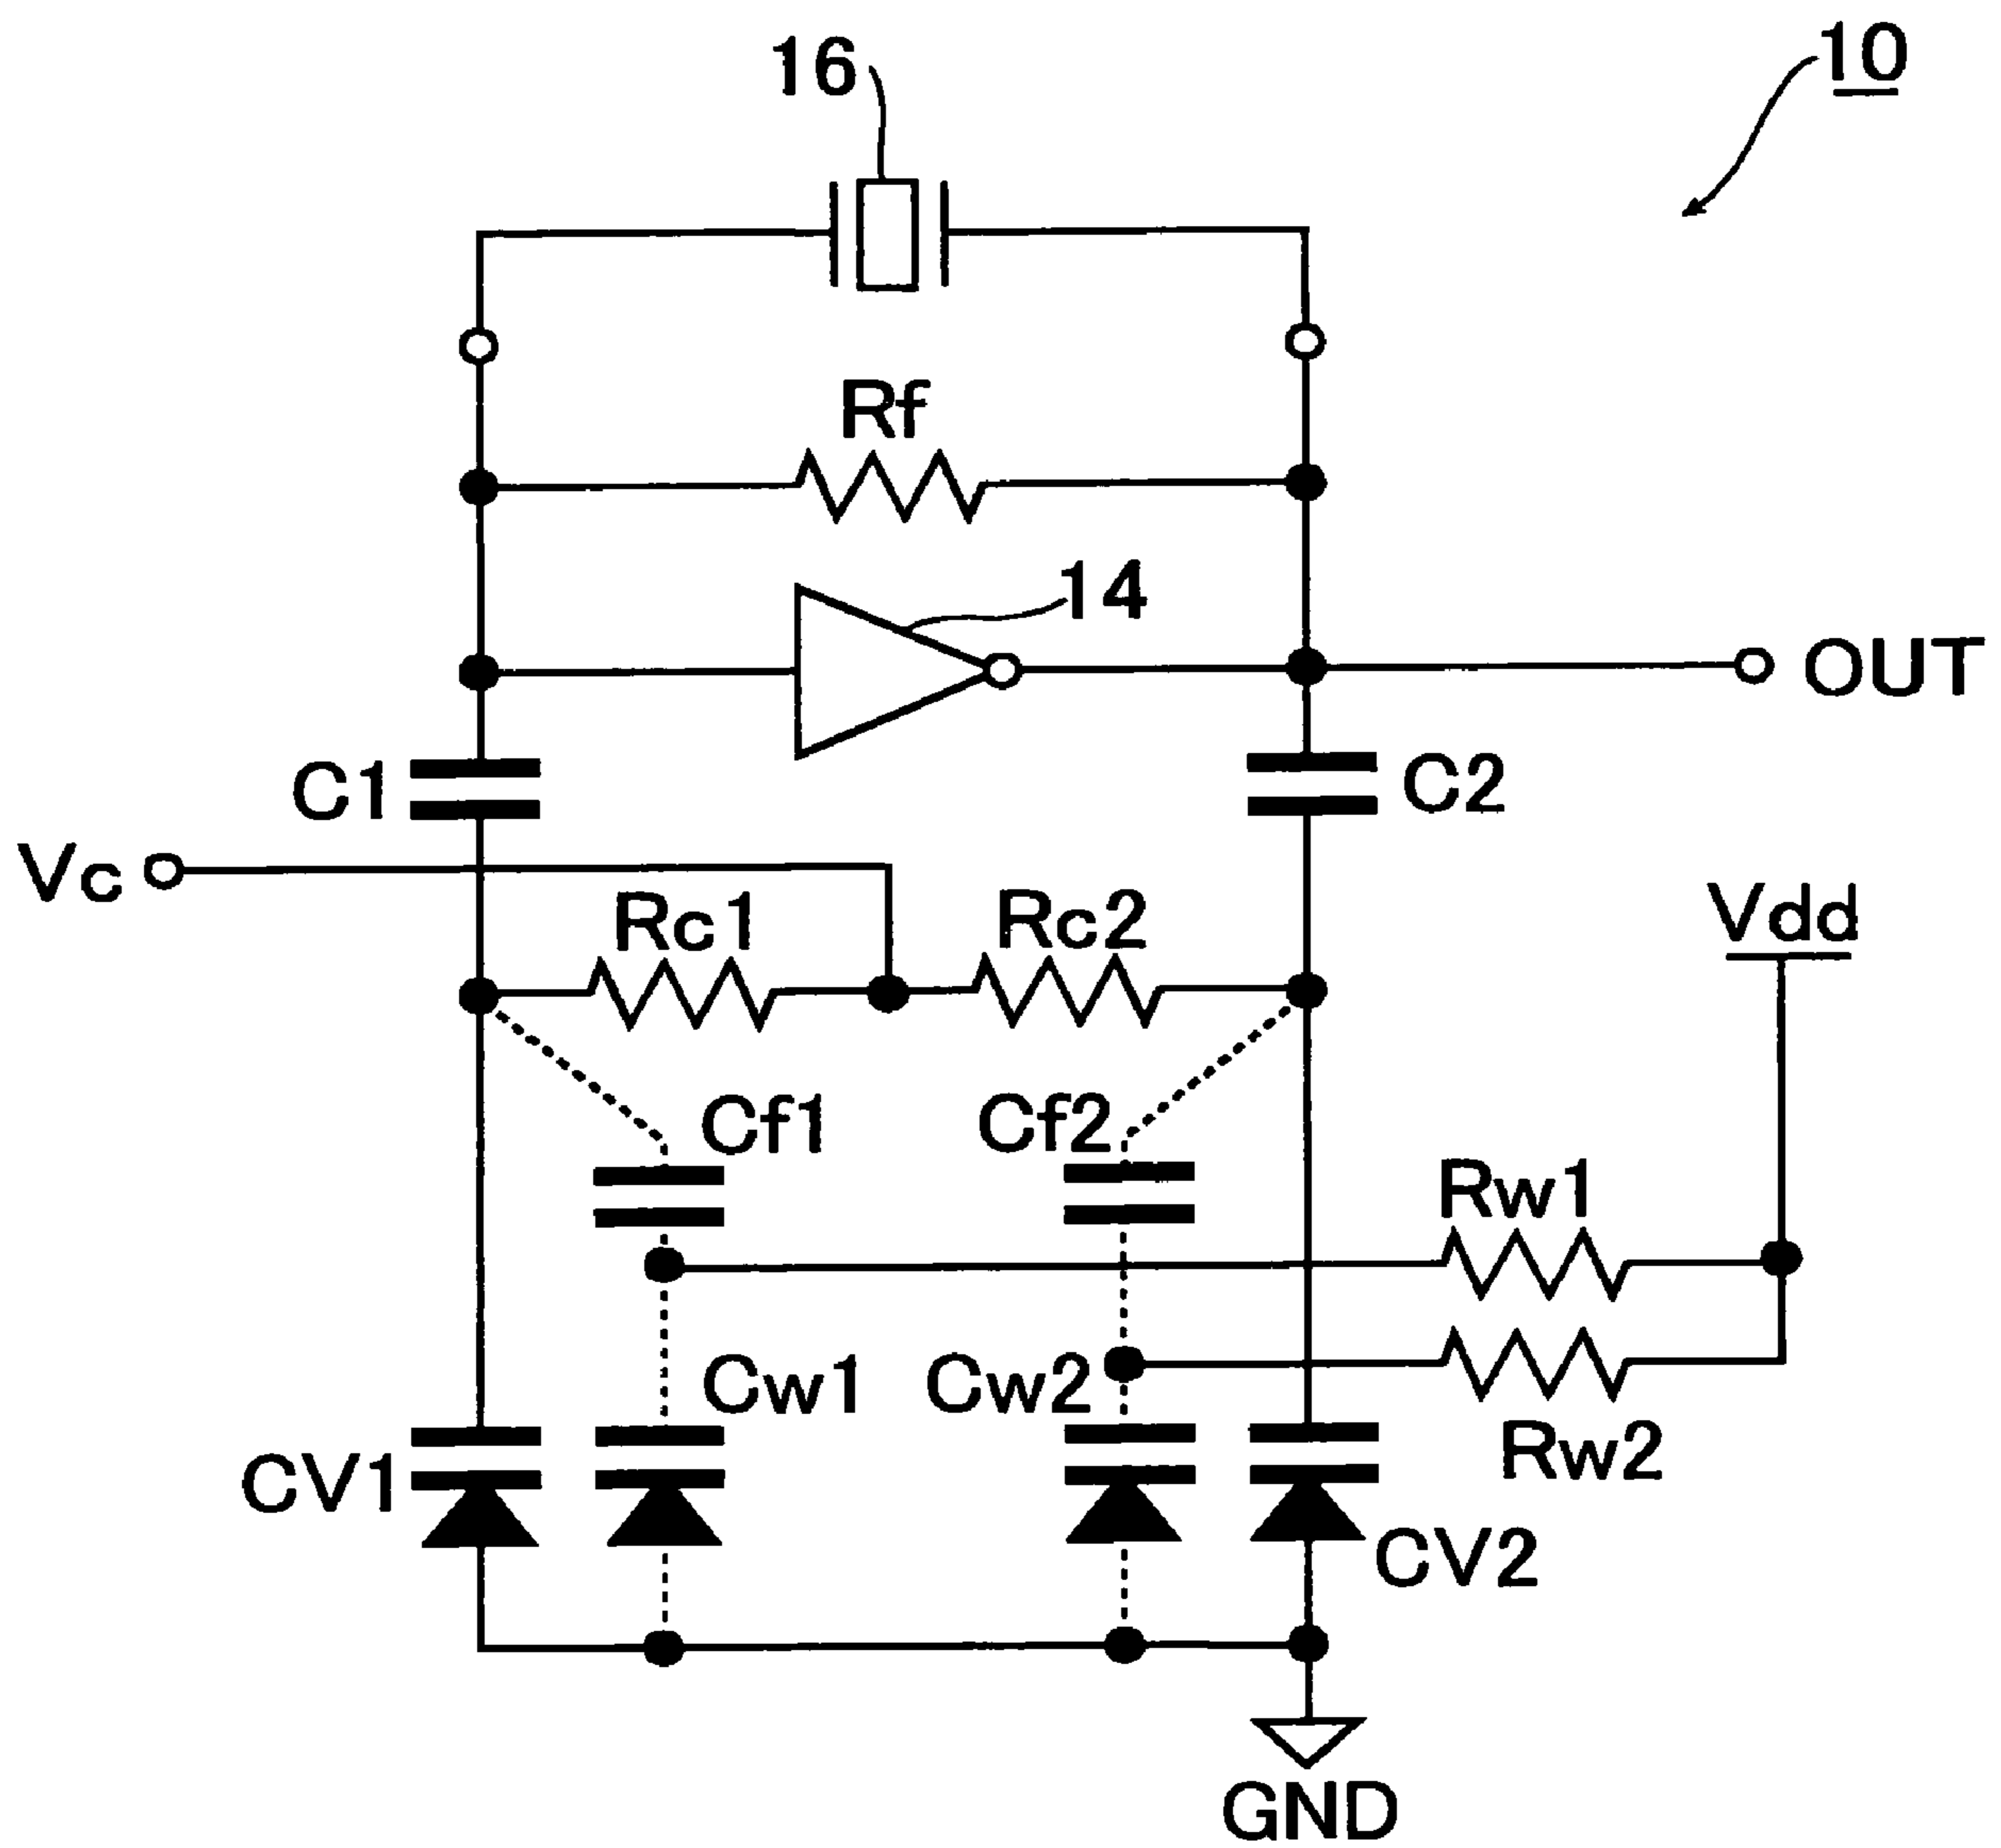 16
10
Rf
14
OUT
C1
C2
Vc
Rc1
Rc2
Vdd
Cf1
Cf2
Rw1
Cw1
Cw2
Rw2
CV1
CV2
GND